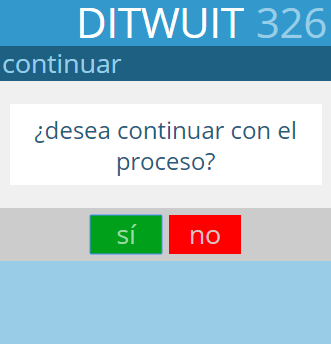 DITWUIT 326
continuar
¿desea continuar con el
proceso?
sí no